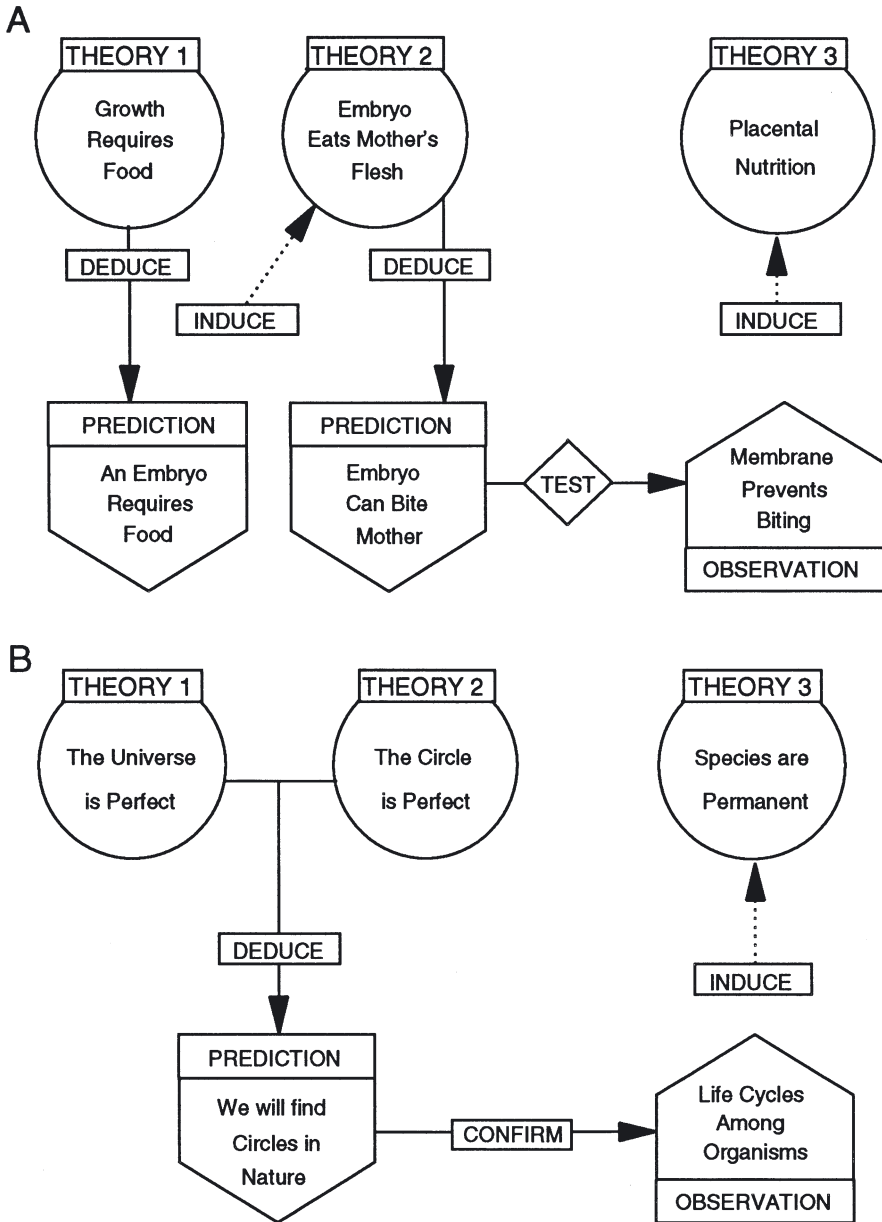 A
THEORY 1
Growth
Requires
Food
THEORY 2
Embryo
Eats Mother's
Flesh
THEORY 3
Placental
Nutrition
DEDUCE
DEDUCE
INDUCE
INDUCE
PREDICTION
An Embryo
Requires
Food
PREDICTION
Embryo
Can Bite
Mother
TEST
Membrane
Prevents
Biting
OBSERVATION
B
THEORY 1
The Universe
is Perfect
THEORY 2
The Circle
is Perfect
THEORY 3
Species are
Permanent
DEDUCE
INDUCE
PREDICTION
We will find
Circles in
Nature
CONFIRM
Life Cycles
Among
Organisms
OBSERVATION